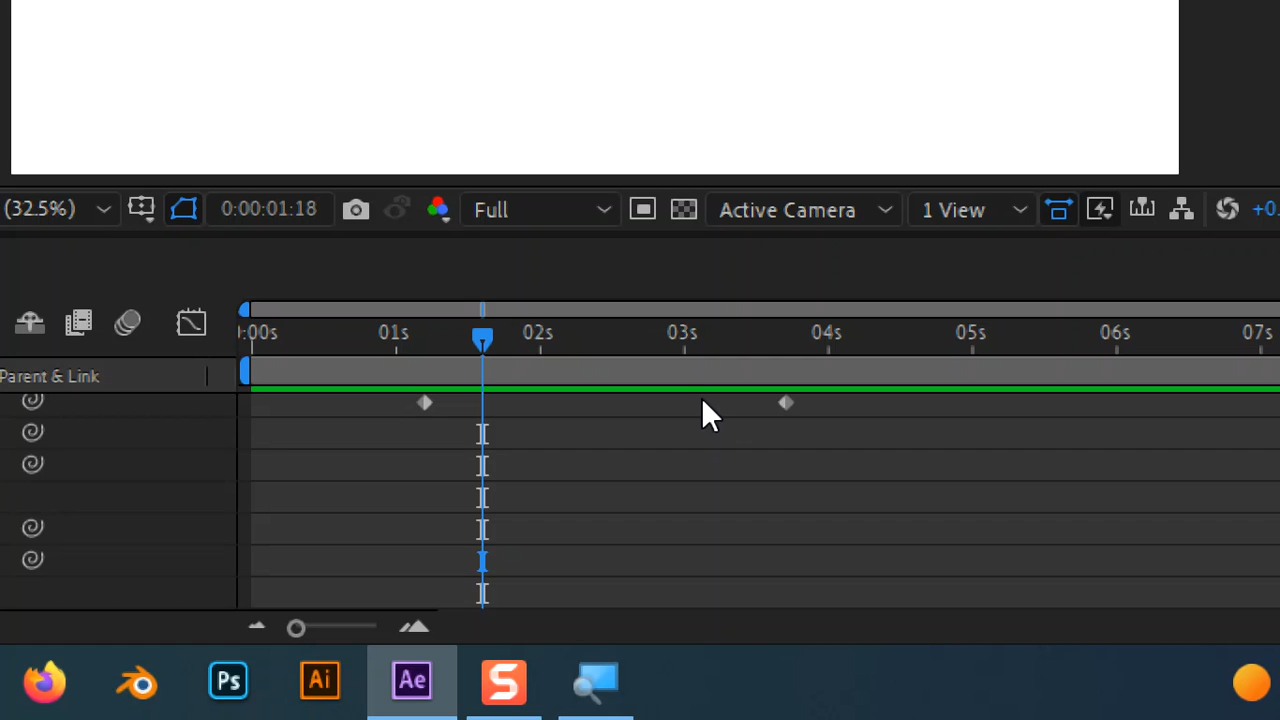 (32.5%) 0:00:01:18 Full Active Camera 1 View +0.
:00s 01s 02s 03s 04s 05s 06s 07s
Parent & Link
Ps Ai Ae S